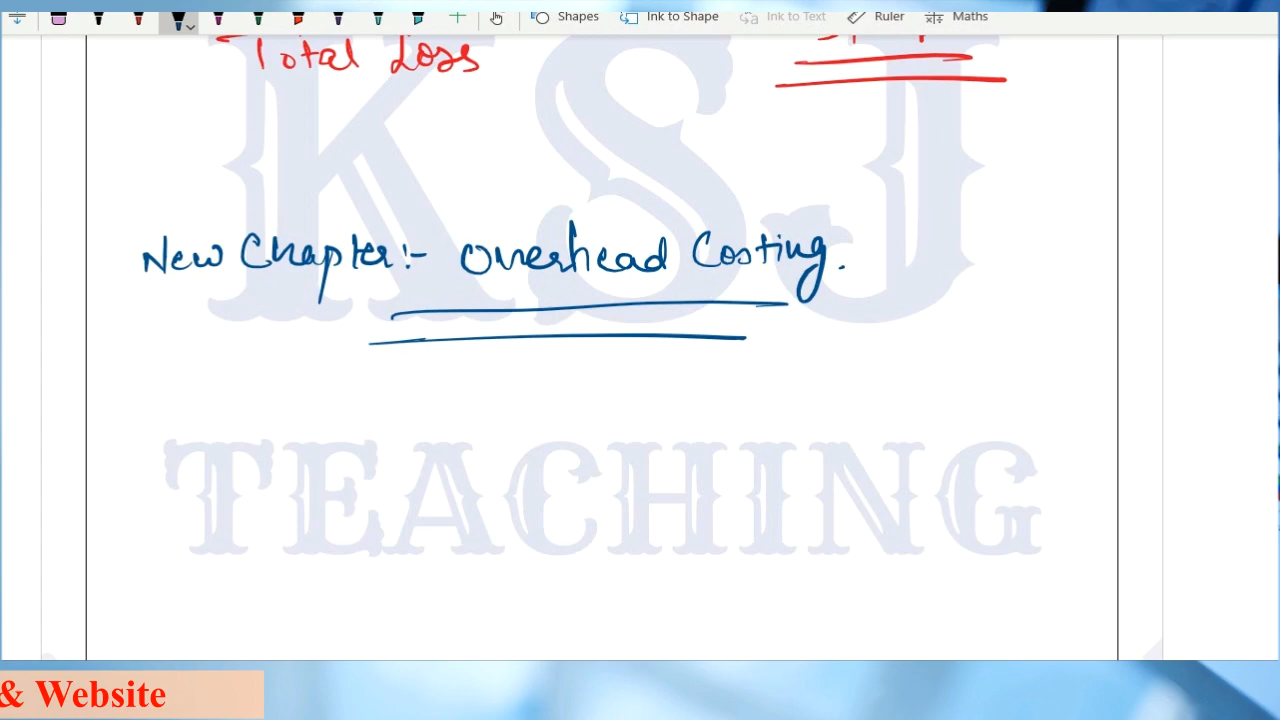 Shapes Ink to Shape Ink to Text Ruler Maths
Total Loss
New Chapter:- Overhead Costing.
KSJ
TEACHING
& Website